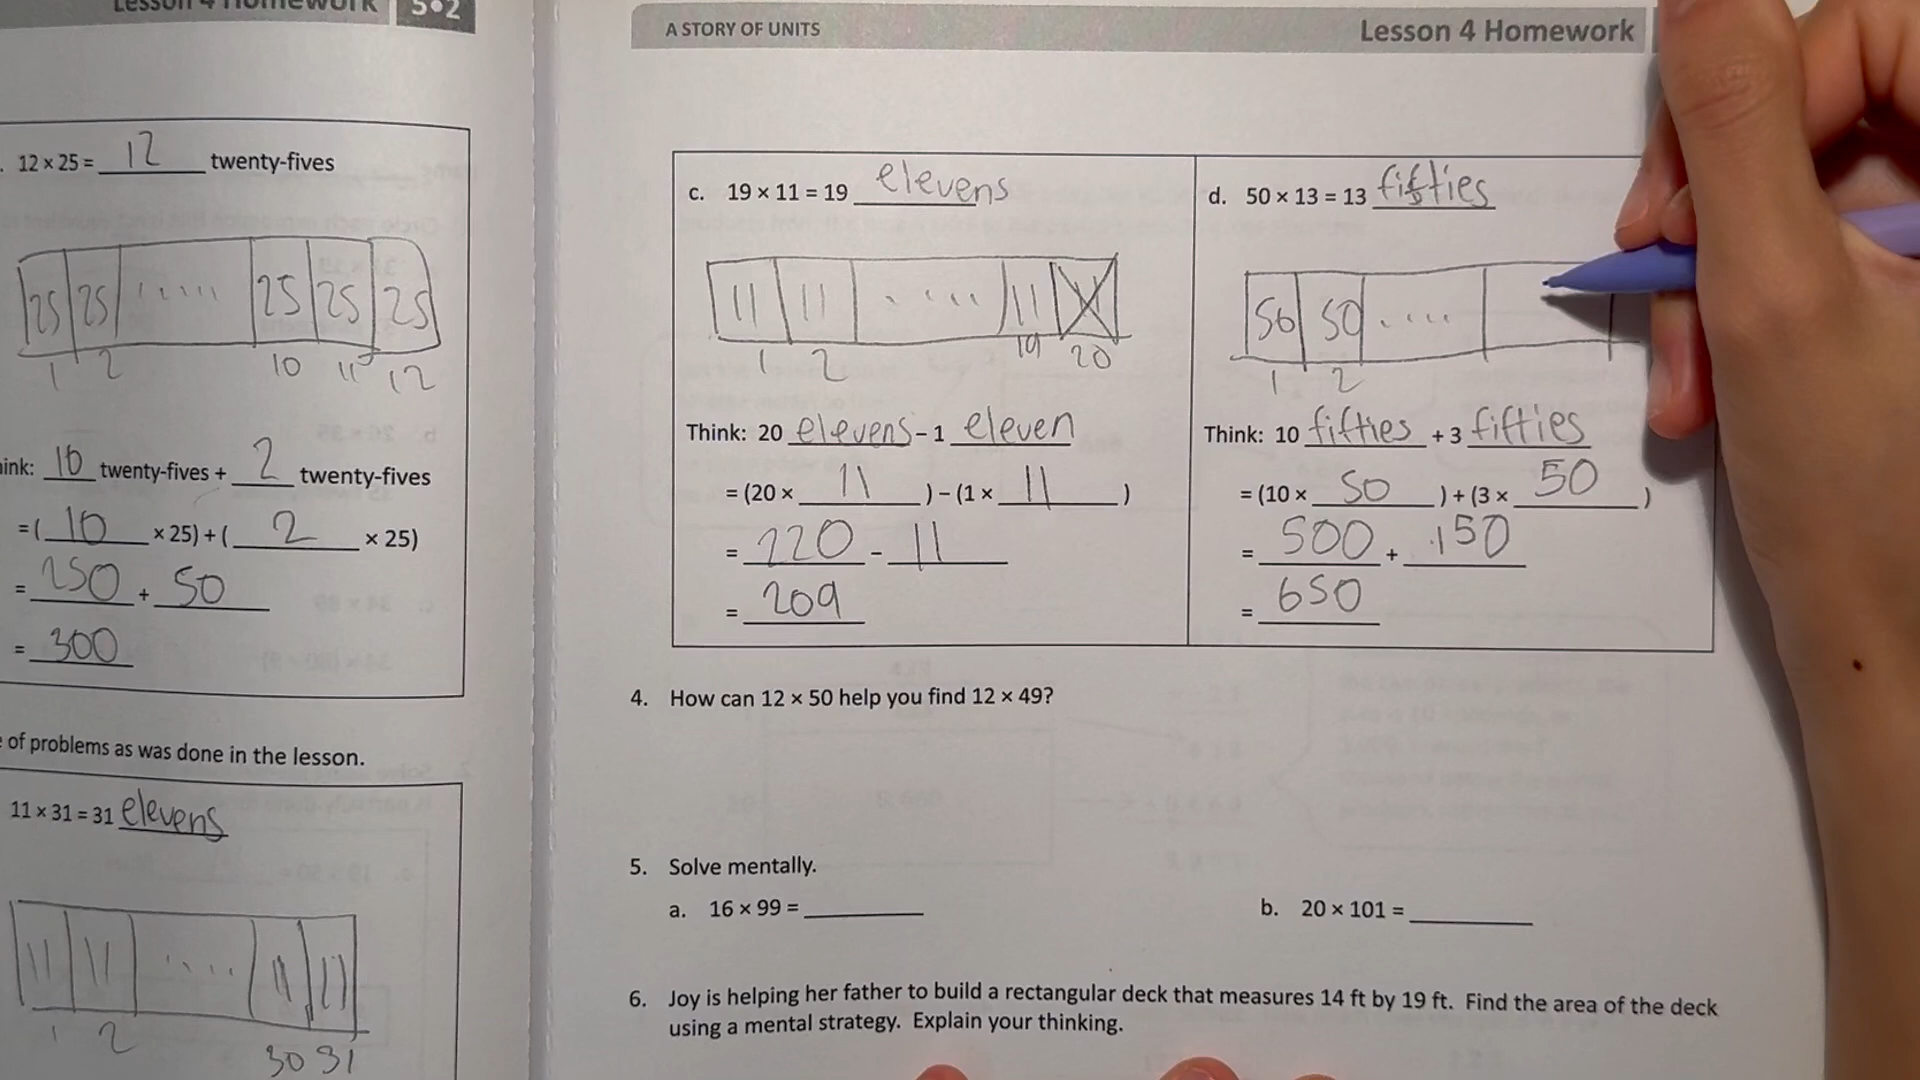 Lesson 4 Homework 5•2
12 × 25 = 12 twenty-fives
25 25 ..... 25 25 25
1 2 10 11 12
ink: 10 twenty-fives + 2 twenty-fives
= (10 × 25) + (2 × 25)
= 250 + 50
= 300
of problems as was done in the lesson.
11 × 31 = 31 elevens
11 11 ..... 11 11
1 2 30 31
A STORY OF UNITS
Lesson 4 Homework
c. 19 × 11 = 19 elevens
11 11 ..... 11 11
1 2 19 20
Think: 20 elevens - 1 eleven
= (20 × 11) – (1 × 11)
= 220 - 11
= 209
d. 50 × 13 = 13 fifties
50 50 .....
1 2
Think: 10 fifties + 3 fifties
= (10 × 50) + (3 × 50)
= 500 + 150
= 650
4. How can 12 × 50 help you find 12 × 49?
5. Solve mentally.
a. 16 × 99 = ________
b. 20 × 101 = ________
6. Joy is helping her father to build a rectangular deck that measures 14 ft by 19 ft. Find the area of the deck
using a mental strategy. Explain your thinking.